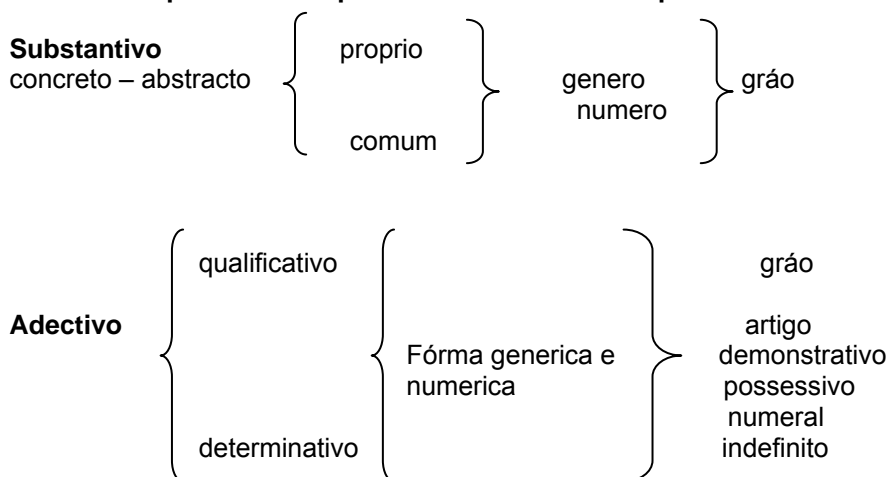 Substantivo proprio
concreto – abstracto genero gráo
numero
comum
qualificativo gráo
Adectivo artigo
Fórma generica e demonstrativo
numerica possessivo
numeral
determinativo indefinito